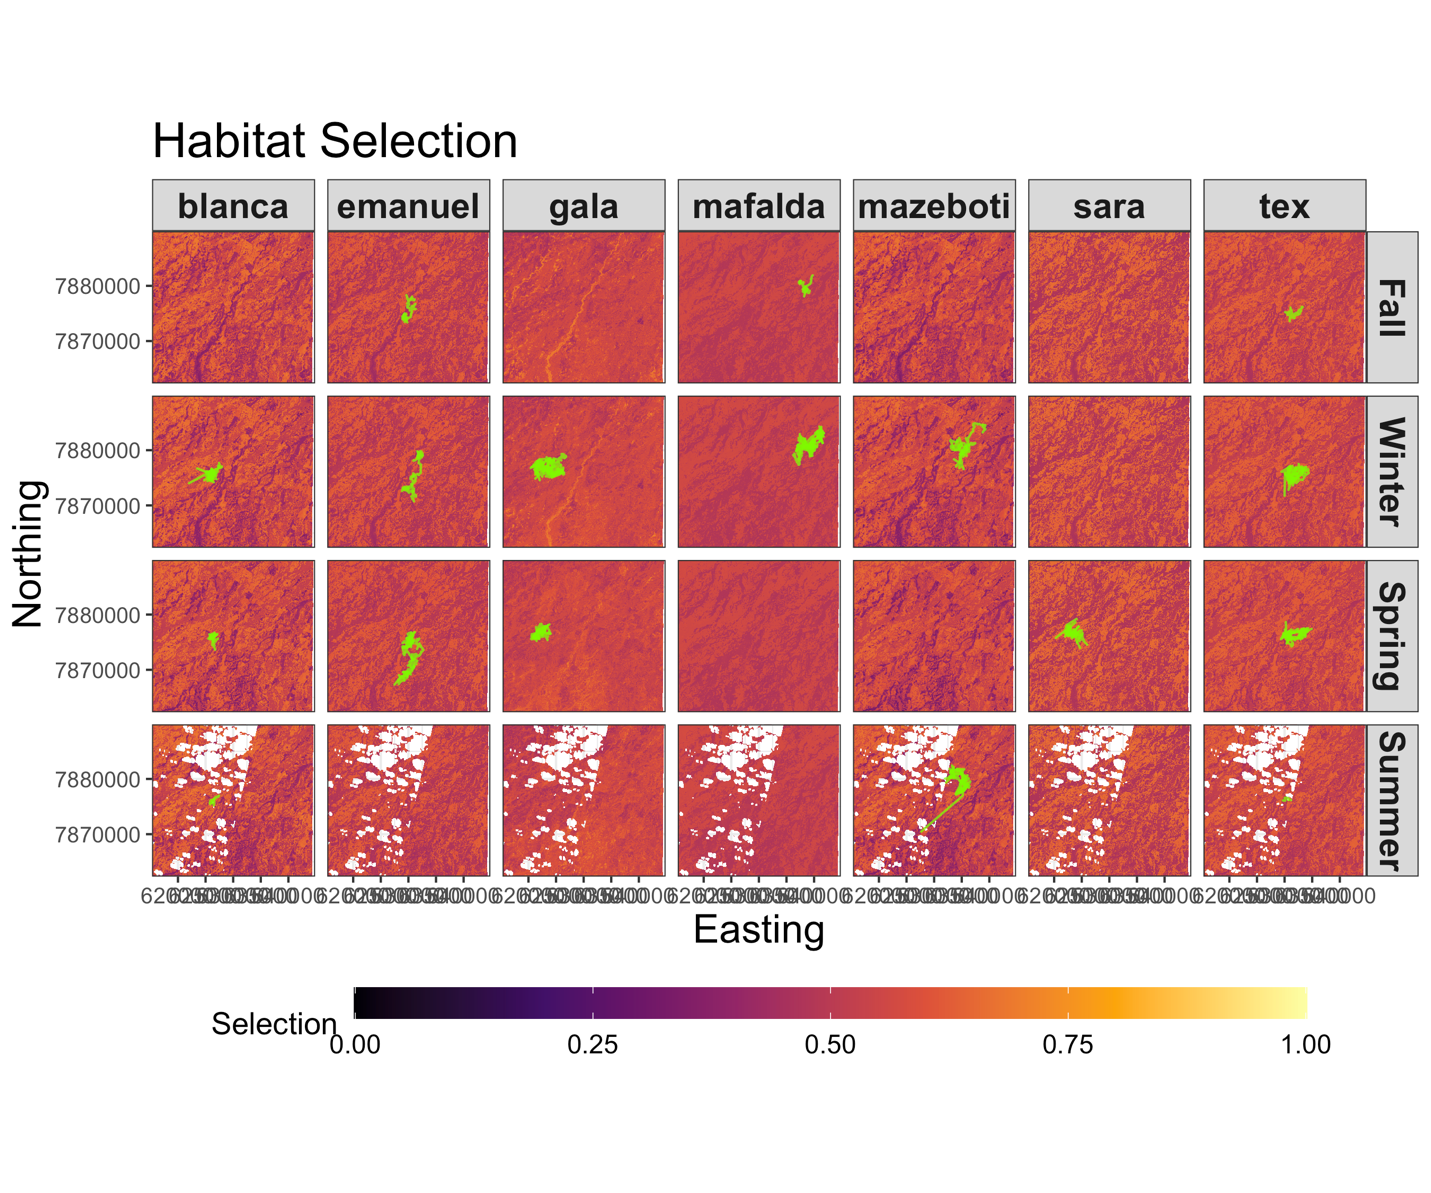 Habitat Selection
blanca emanuel gala mafalda mazeboti sara tex
Fall
7880000
7870000
Winter
7880000
7870000
Spring
7880000
7870000
Summer
7880000
7870000
Northing
Easting
Selection
0.00 0.25 0.50 0.75 1.00